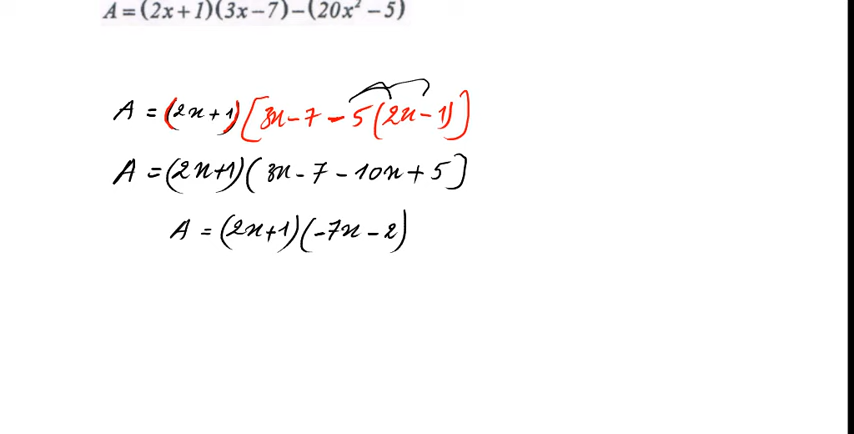 A = (2x+1)(3x−7)−(20x² −5)
A = (2x+1)[3x−7−5(2x−1)]
A = (2x+1)(3x−7−10x+5]
A = (2x+1)(−7x−2)